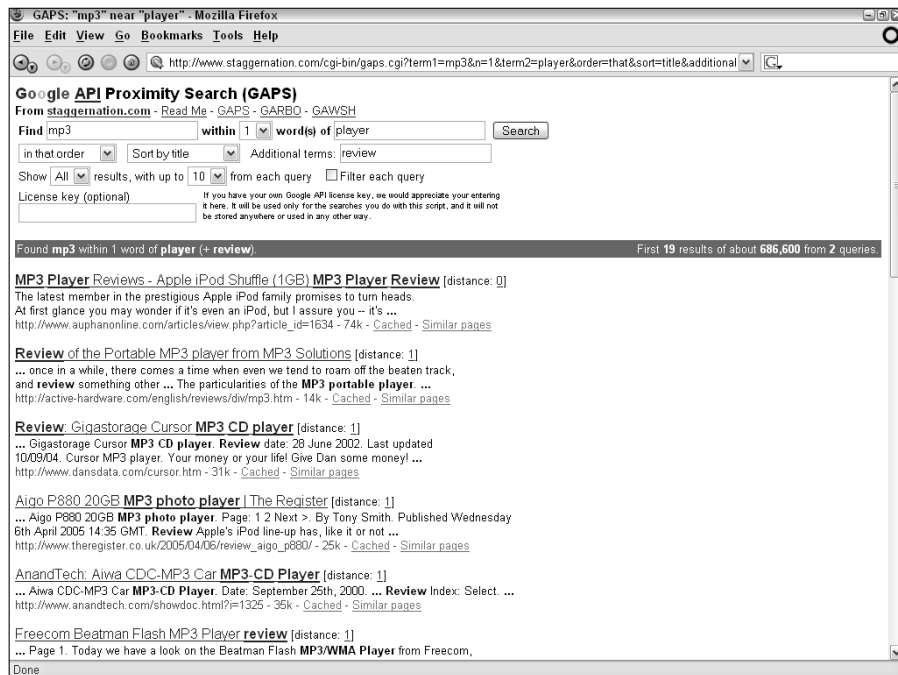 GAPS: "mp3" near "player" - Mozilla Firefox
File Edit View Go Bookmarks Tools Help
http://www.staggernation.com/cgi-bin/gaps.cgi?term1=mp3&n=1&term2=player&order=that&sort=title&additional
Google API Proximity Search (GAPS)
From staggernation.com - Read Me - GAPS - GARBO - GAWSH
Find mp3 within 1 word(s) of player Search
in that order Sort by title Additional terms: review
Show All results, with up to 10 from each query Filter each query
License key (optional)
If you have your own Google API license key, we would appreciate your entering
it here. It will be used only for the searches you do with this script, and it will not
be stored anywhere or used in any other way.
Found mp3 within 1 word of player (+ review). First 19 results of about 686,600 from 2 queries.
MP3 Player Reviews - Apple iPod Shuffle (1GB) MP3 Player Review [distance: 0]
The latest member in the prestigious Apple iPod family promises to turn heads.
At first glance you may wonder if it's even an iPod, but I assure you -- it's ...
http://www.auphanonline.com/articles/view.php?article_id=1634 - 74k - Cached - Similar pages
Review of the Portable MP3 player from MP3 Solutions [distance: 1]
... once in a while, there comes a time when even we tend to roam off the beaten track,
and review something other ... The particularities of the MP3 portable player. ...
http://active-hardware.com/english/reviews/div/mp3.htm - 14k - Cached - Similar pages
Review: Gigastorage Cursor MP3 CD player [distance: 1]
... Gigastorage Cursor MP3 CD player. Review date: 28 June 2002. Last updated
10/09/04. Cursor MP3 player. Your money or your life! Give Dan some money! ...
http://www.dansdata.com/cursor.htm - 31k - Cached - Similar pages
Aigo P880 20GB MP3 photo player | The Register [distance: 1]
... Aigo P880 20GB MP3 photo player. Page: 1 2 Next >. By Tony Smith. Published Wednesday
6th April 2005 14:35 GMT. Review Apple's iPod line-up has, like it or not ...
http://www.theregister.co.uk/2005/04/06/review_aigo_p880/ - 25k - Cached - Similar pages
AnandTech: Aiwa CDC-MP3 Car MP3-CD Player [distance: 1]
... Aiwa CDC-MP3 Car MP3-CD Player. Date: September 25th, 2000. ... Review Index: Select. ...
http://www.anandtech.com/showdoc.html?i=1325 - 35k - Cached - Similar pages
Freecom Beatman Flash MP3 Player review [distance: 1]
... Page 1. Today we have a look on the Beatman Flash MP3/WMA Player from Freecom,
Done